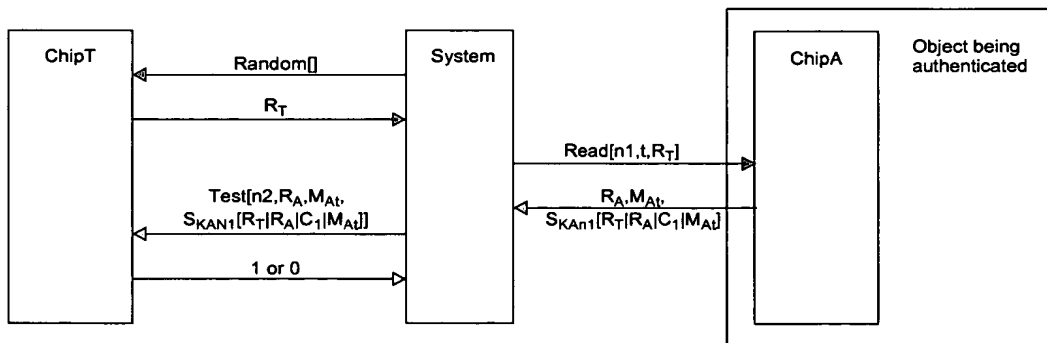 ChipT
System
ChipA
Object being
authenticated
Random[]
R_T
Read[n1,t,R_T]
R_A,M_At,
S_KAn1[R_T|R_A|C_1|M_At]
Test[n2,R_A,M_At,
S_KAN1[R_T|R_A|C_1|M_At]]
1 or 0